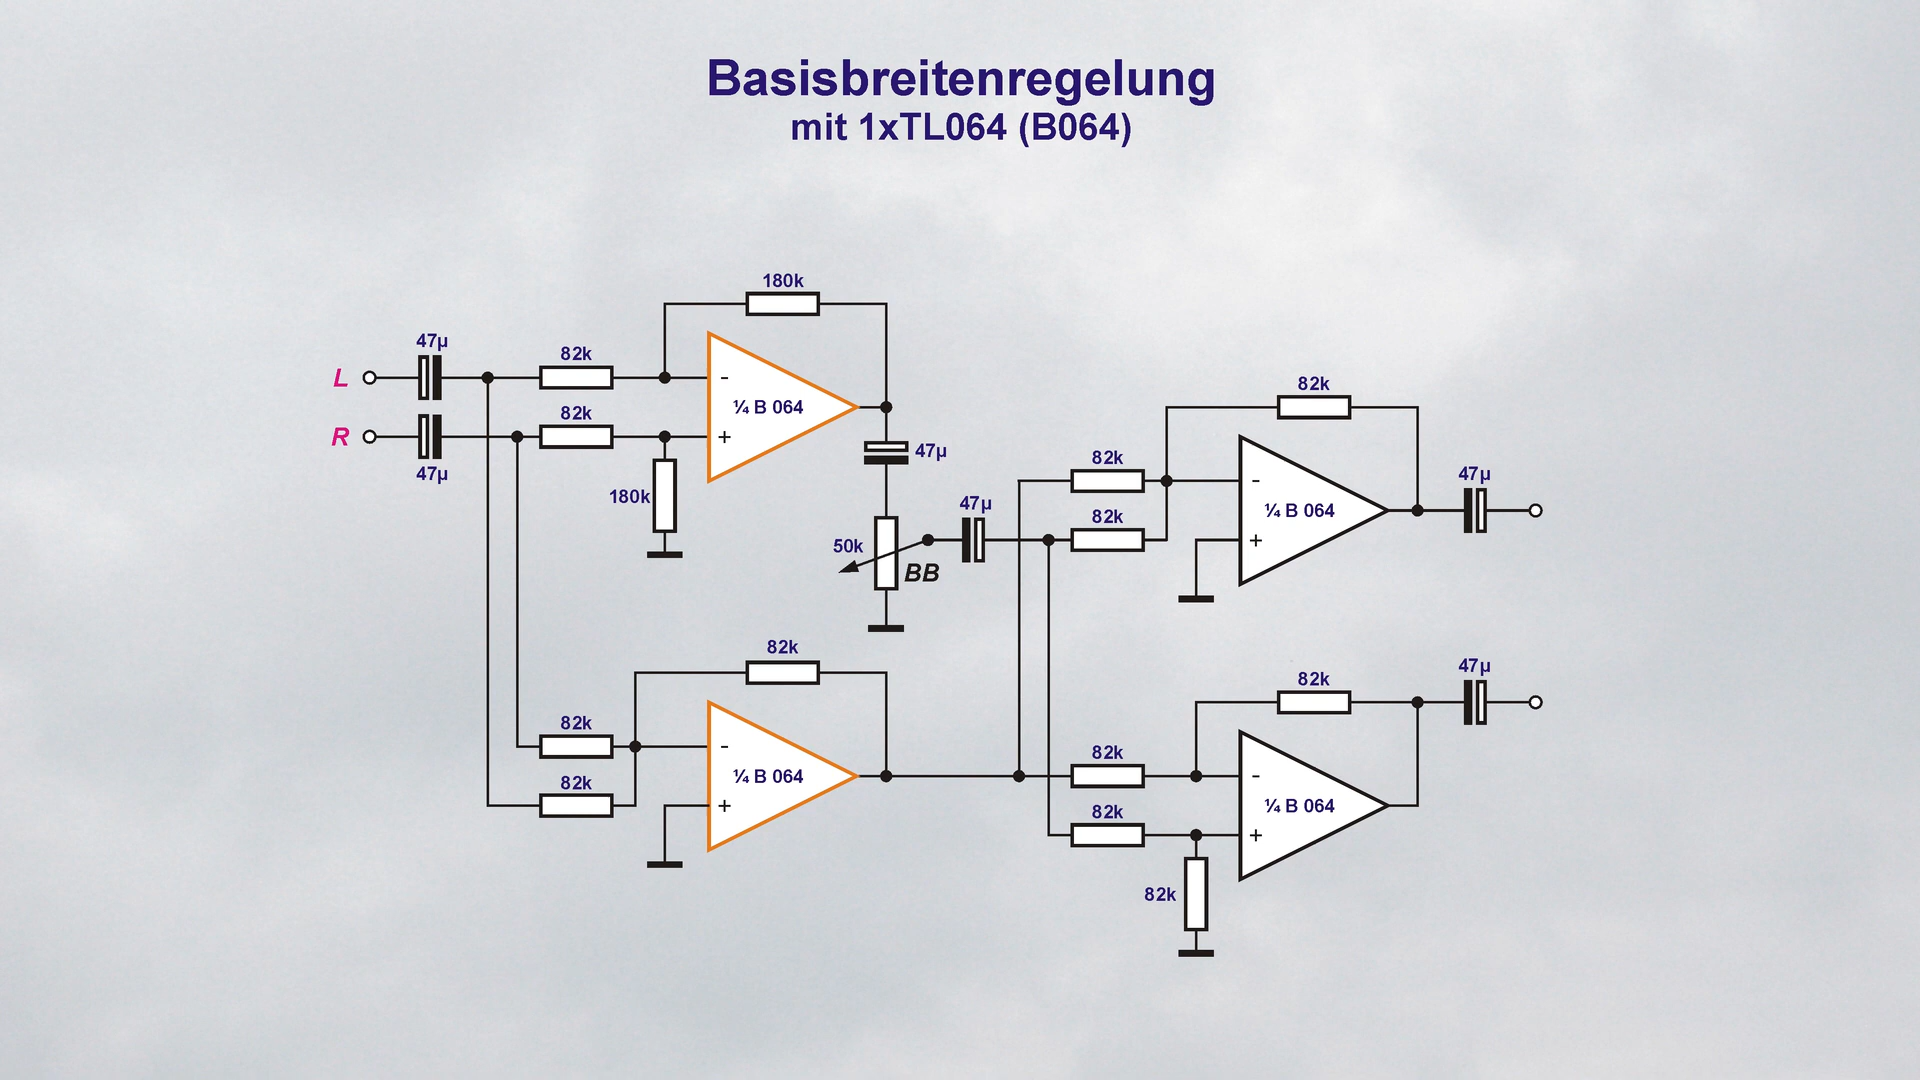 Basisbreitenregelung
mit 1xTL064 (B064)
180k
47µ
82k
L
-
¼ B 064
82k
R
+
47µ
180k
47µ
82k
82k
47µ
-
47µ
82k
¼ B 064
50k
BB
+
82k
82k
47µ
82k
82k
-
82k
-
82k
¼ B 064
+
82k
¼ B 064
+
82k